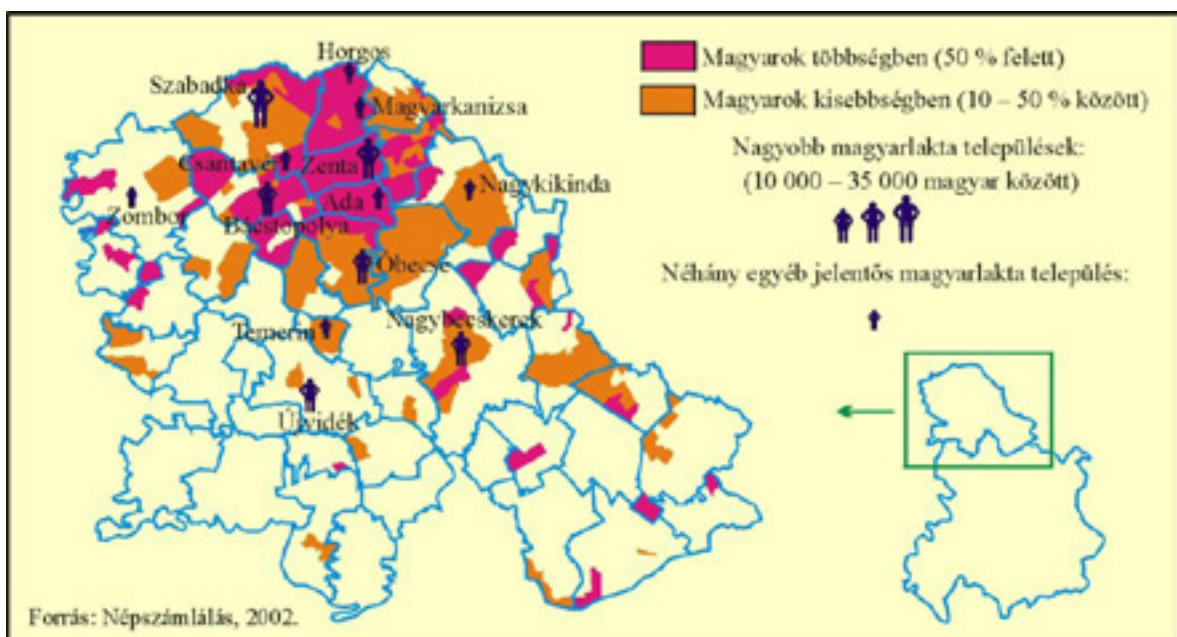 Horgos
Szabadka
Magyarkanizsa
Csantavér
Zenta
Nagykikinda
Ada
Zombor
Bácstopolya
Óbecse
Temerin
Nagybecskerek
Újvidék
Magyarok többségben (50 % felett)
Magyarok kisebbségben (10 – 50 % között)
Nagyobb magyarlakta települések:
(10 000 – 35 000 magyar között)
Néhány egyéb jelentős magyarlakta település:
Forrás: Népszámlálás, 2002.